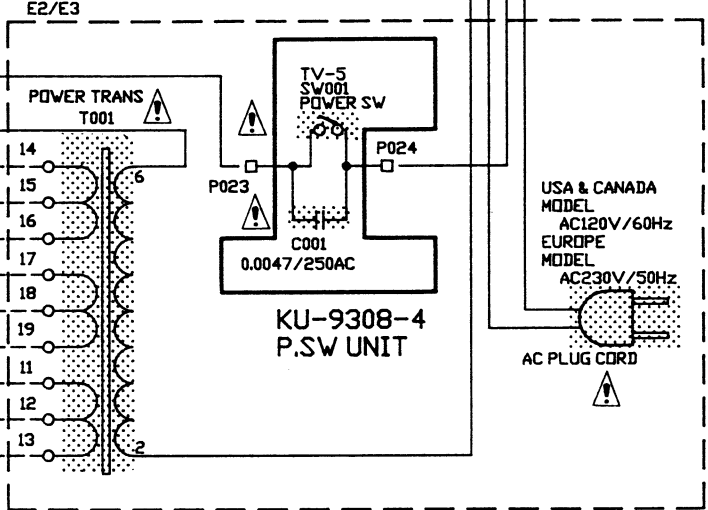 E2/E3
POWER TRANS
T001
14
15
16
17
18
19
11
12
13
6
2
TV-5
SW001
POWER SW
P023
P024
C001
0.0047/250AC
KU-9308-4
P.SW UNIT
USA & CANADA
MODEL
AC120V/60Hz
EUROPE
MODEL
AC230V/50Hz
AC PLUG CORD